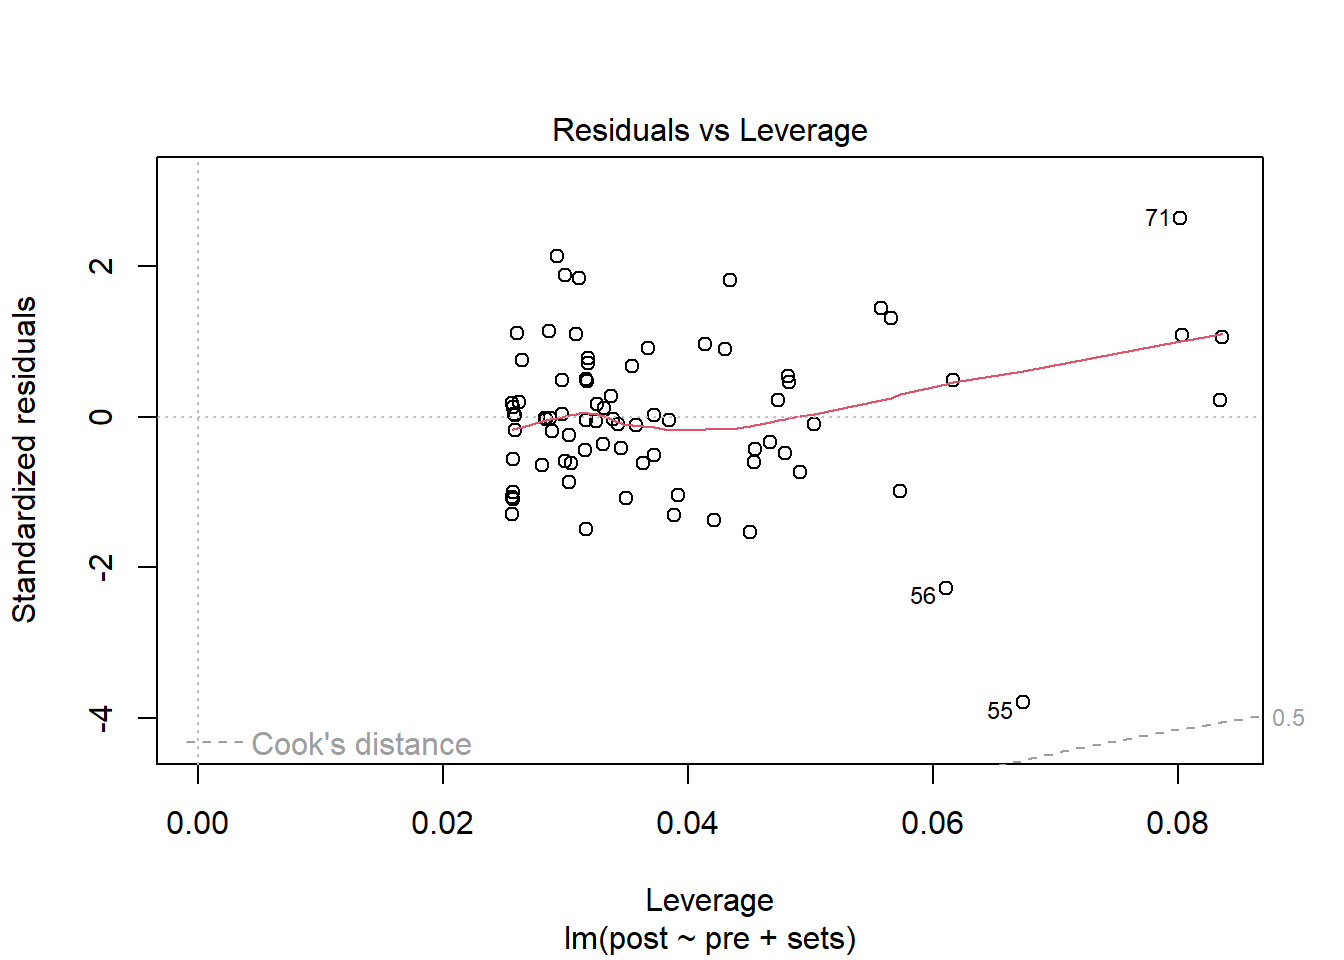 Residuals vs Leverage
Standardized residuals
2
0
-2
-4
71
56
55
0.5
Cook's distance
0.00 0.02 0.04 0.06 0.08
Leverage
lm(post ~ pre + sets)